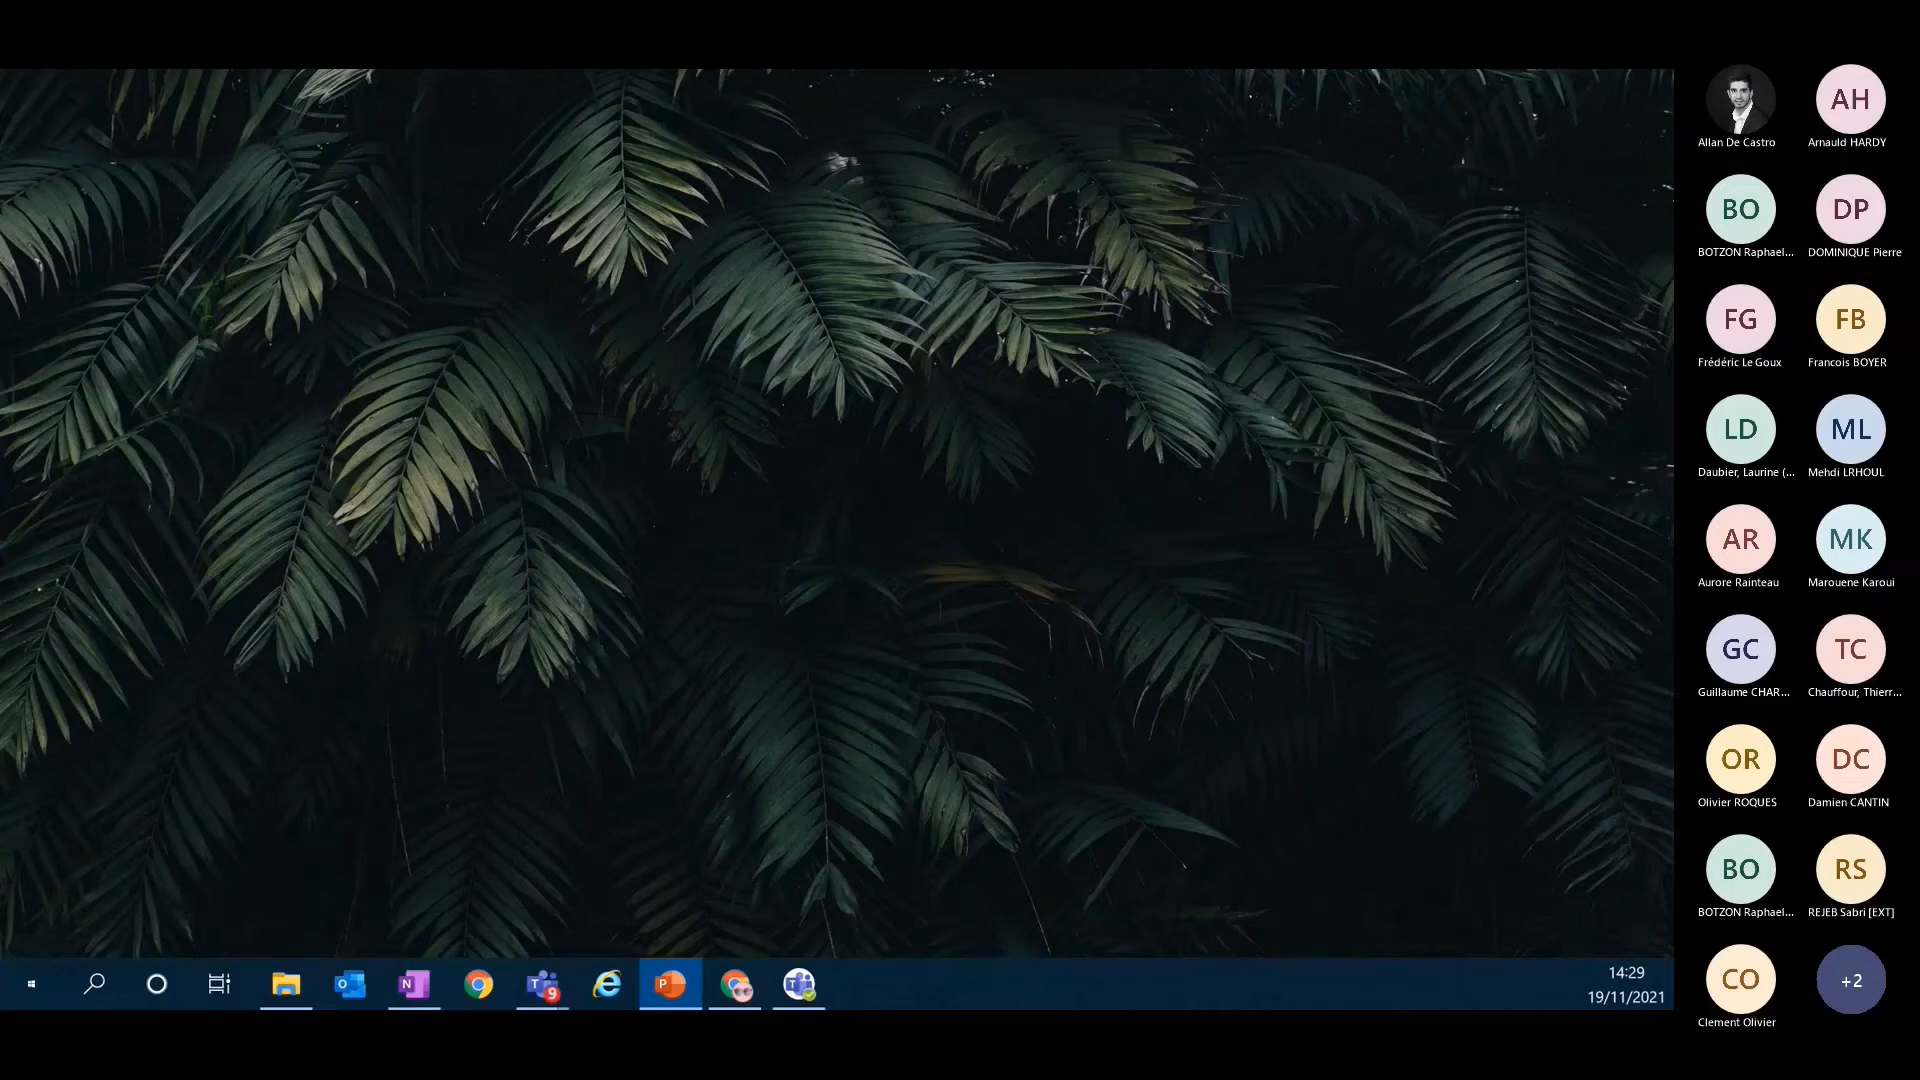 AH
Allan De Castro
Arnauld HARDY
BO
DP
BOTZON Raphael...
DOMINIQUE Pierre
FG
FB
Frédéric Le Goux
Francois BOYER
LD
ML
Daubier, Laurine (...
Mehdi LRHOUL
AR
MK
Aurore Rainteau
Marouene Karoui
GC
TC
Guillaume CHAR...
Chauffour, Thierr...
OR
DC
Olivier ROQUES
Damien CANTIN
BO
RS
BOTZON Raphael...
REJEB Sabri [EXT]
CO
+2
Clement Olivier
O
N
T
9
P
T
14:29
19/11/2021